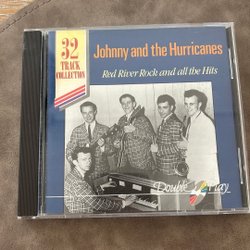 32
TRACK
COLLECTION
Johnny and the Hurricanes
Red River Rock and all the Hits
Double Play